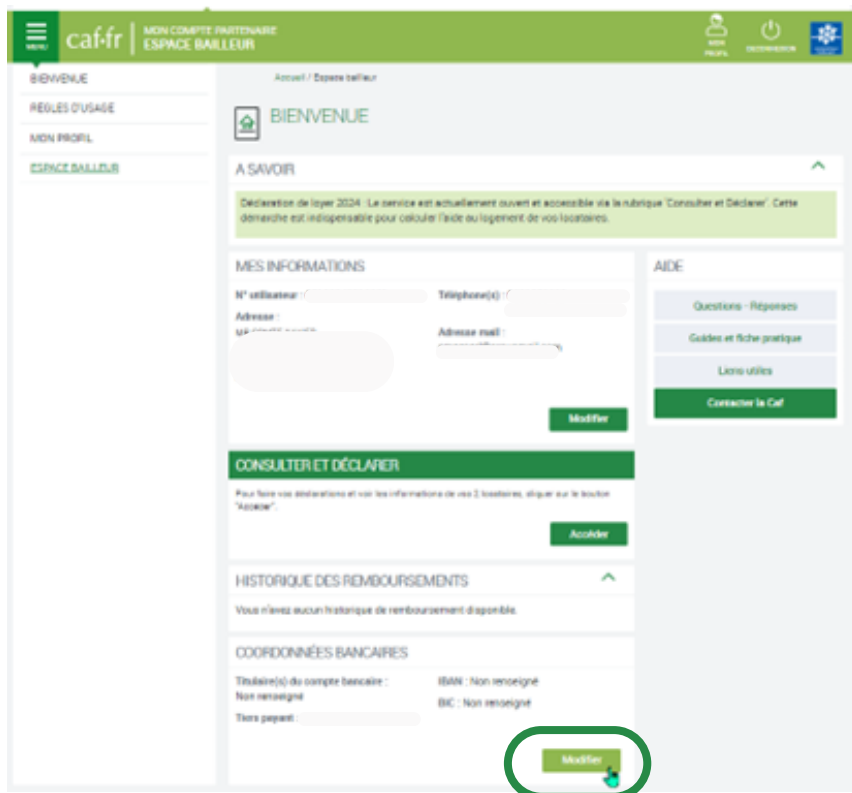 MENU
caf.fr
MON COMPTE PARTENAIRE
ESPACE BAILLEUR
MON
PROFIL
DECONNEXION
BIENVENUE
RÈGLES D'USAGE
MON PROFIL
ESPACE BAILLEUR
Accueil / Espace bailleur
BIENVENUE
A SAVOIR
Déclaration de loyer 2024 : Le service est actuellement ouvert et accessible via la rubrique 'Consulter et Déclarer'. Cette
démarche est indispensable pour calculer l'aide au logement de vos locataires.
MES INFORMATIONS
N° utilisateur :
Téléphone(s) :
Adresse :
Adresse mail :
Modifier
AIDE
Questions - Réponses
Guides et fiche pratique
Liens utiles
Contacter la Caf
CONSULTER ET DÉCLARER
Pour faire vos déclarations et voir les informations de vos 2 locataires, cliquer sur le bouton
"Accéder".
Accéder
HISTORIQUE DES REMBOURSEMENTS
Vous n'avez aucun historique de remboursement disponible.
COORDONNÉES BANCAIRES
Titulaire(s) du compte bancaire :
Non renseigné
IBAN : Non renseigné
BIC : Non renseigné
Tiers payant :
Modifier